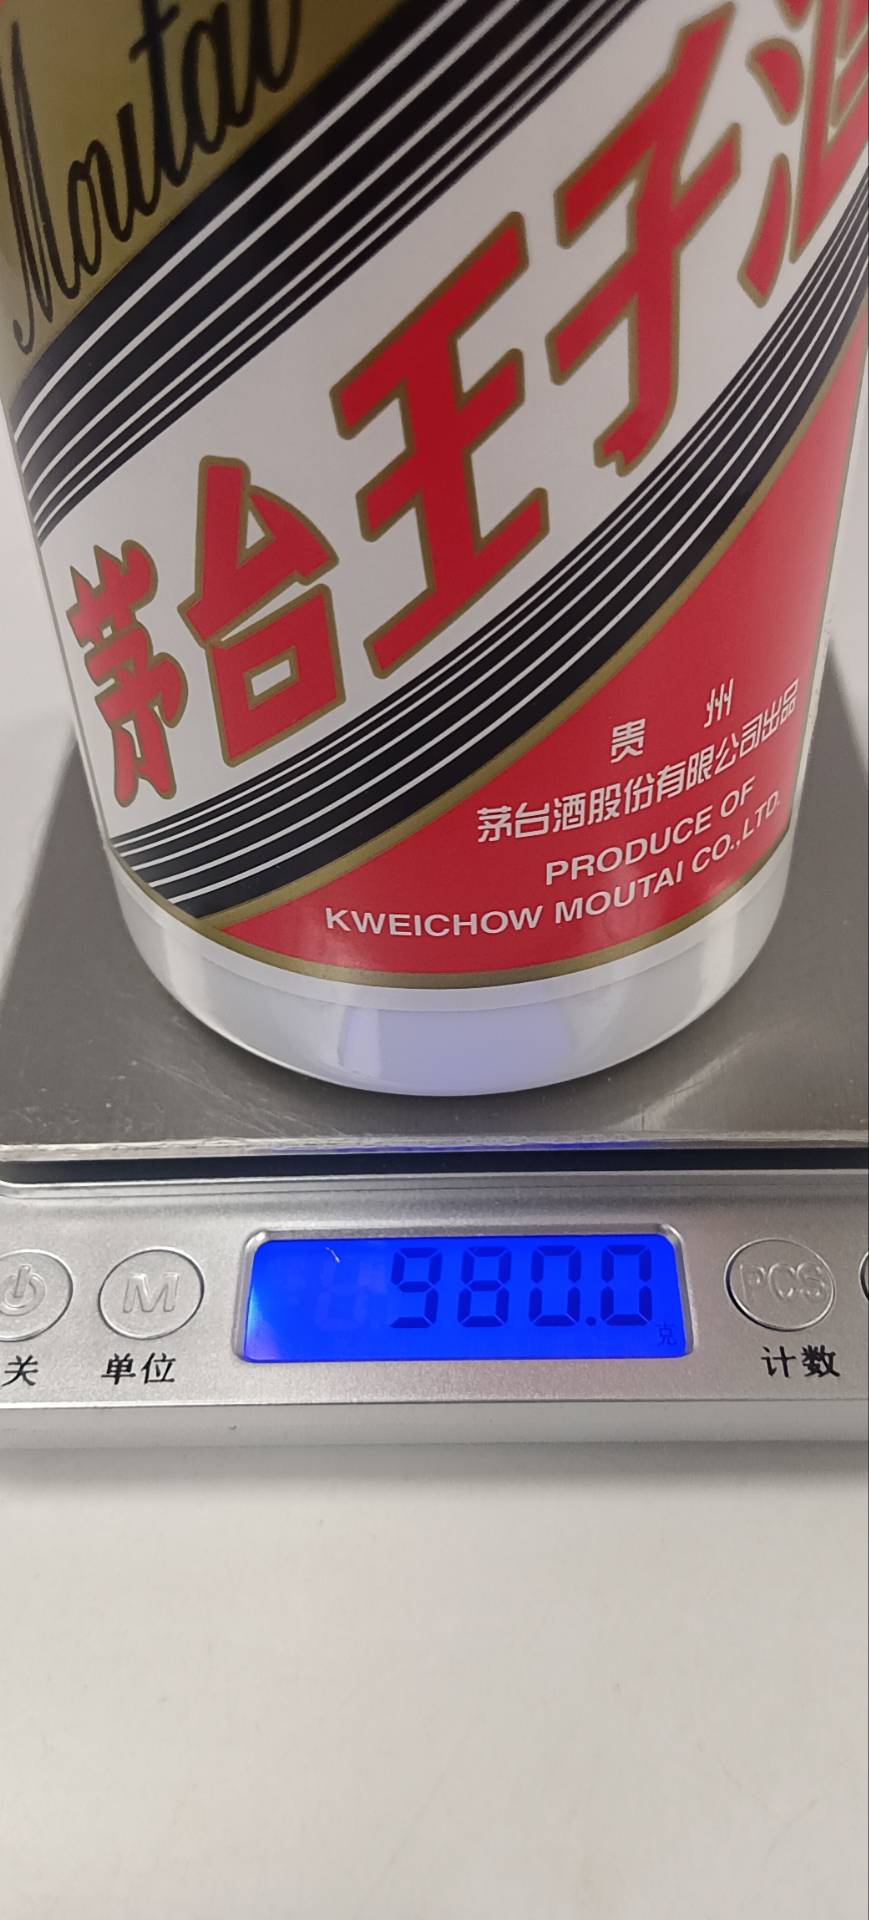 Moutai
茅台王子酒
贵 州
茅台酒股份有限公司出品
PRODUCE OF
KWEICHOW MOUTAI CO.,LTD.
980.0
克
M
PCS
关
单位
计数